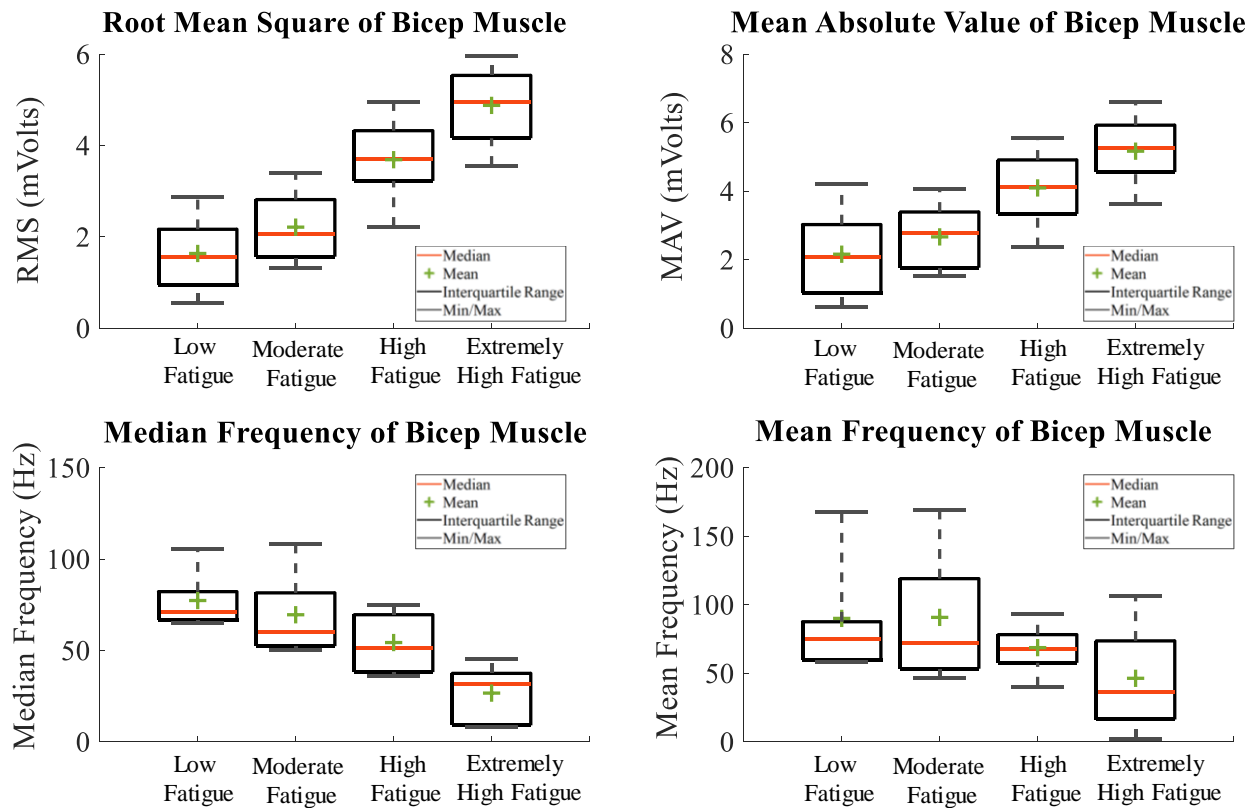 Root Mean Square of Bicep Muscle
RMS (mVolts)
6
4
2
0
Median
Mean
Interquartile Range
Min/Max
Low
Fatigue
Moderate
Fatigue
High
Fatigue
Extremely
High Fatigue
Mean Absolute Value of Bicep Muscle
MAV (mVolts)
8
6
4
2
0
Median
Mean
Interquartile Range
Min/Max
Low
Fatigue
Moderate
Fatigue
High
Fatigue
Extremely
High Fatigue
Median Frequency of Bicep Muscle
Median Frequency (Hz)
150
100
50
0
Median
Mean
Interquartile Range
Min/Max
Low
Fatigue
Moderate
Fatigue
High
Fatigue
Extremely
High Fatigue
Mean Frequency of Bicep Muscle
Mean Frequency (Hz)
200
150
100
50
0
Median
Mean
Interquartile Range
Min/Max
Low
Fatigue
Moderate
Fatigue
High
Fatigue
Extremely
High Fatigue